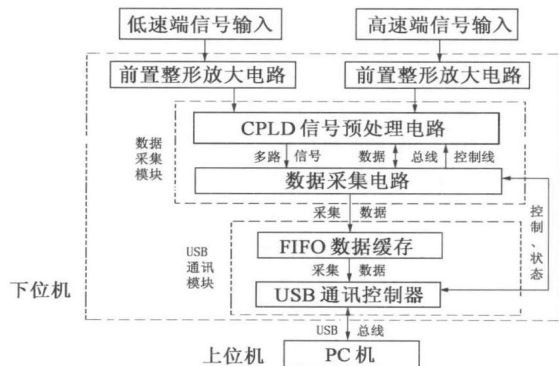 低速端信号输入
高速端信号输入
前置整形放大电路
前置整形放大电路
CPLD信号预处理电路
多路 信号
数据 总线 控制线
数据
采集
模块
数据采集电路
采集 数据
控制、状态
USB
通讯
模块
FIFO数据缓存
采集 数据
USB通讯控制器
下位机
USB 总线
上位机
PC机